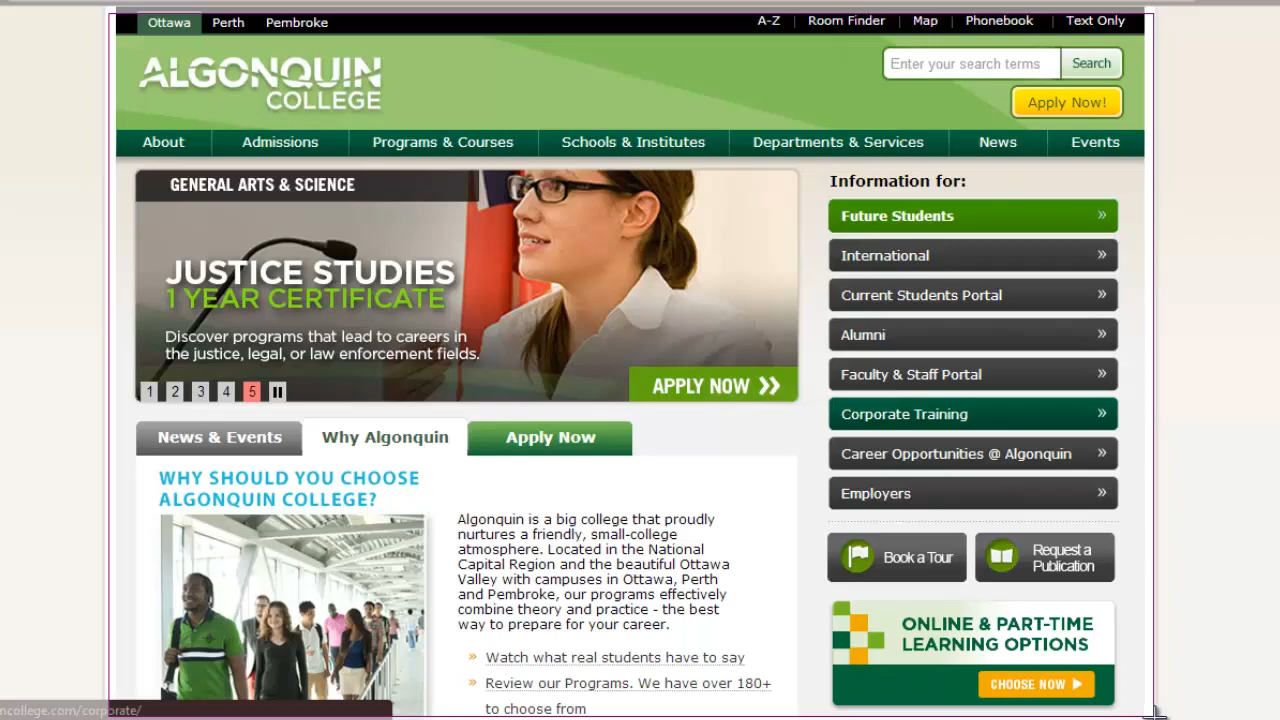 Ottawa Perth Pembroke
A-Z Room Finder Map Phonebook Text Only
ALGONQUIN
COLLEGE
Enter your search terms Search
Apply Now!
About Admissions Programs & Courses Schools & Institutes Departments & Services News Events
GENERAL ARTS & SCIENCE
JUSTICE STUDIES
1 YEAR CERTIFICATE
Discover programs that lead to careers in
the justice, legal, or law enforcement fields.
1 2 3 4 5
APPLY NOW
Information for:
Future Students »
International »
Current Students Portal »
Alumni »
Faculty & Staff Portal »
Corporate Training »
Career Opportunities @ Algonquin »
Employers »
Book a Tour
Request a
Publication
ONLINE & PART-TIME
LEARNING OPTIONS
CHOOSE NOW
News & Events Why Algonquin Apply Now
WHY SHOULD YOU CHOOSE
ALGONQUIN COLLEGE?
Algonquin is a big college that proudly
nurtures a friendly, small-college
atmosphere. Located in the National
Capital Region and the beautiful Ottawa
Valley with campuses in Ottawa, Perth
and Pembroke, our programs effectively
combine theory and practice - the best
way to prepare for your career.
» Watch what real students have to say
» Review our Programs. We have over 180+
to choose from
ncollege.com/corporate/